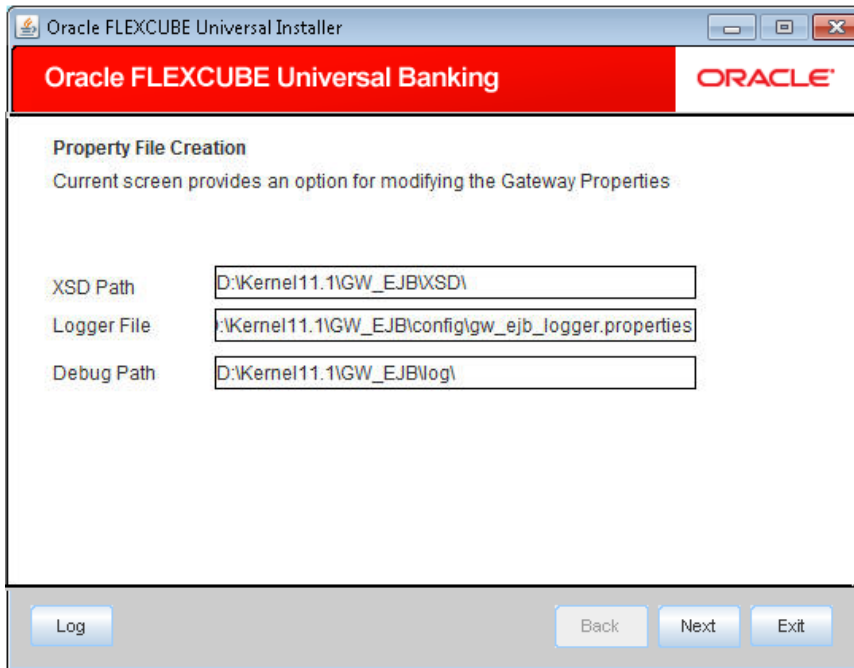 Oracle FLEXCUBE Universal Installer
Oracle FLEXCUBE Universal Banking
ORACLE
Property File Creation
Current screen provides an option for modifying the Gateway Properties
XSD Path D:\Kernel11.1\GW_EJB\XSD\
Logger File :\Kernel11.1\GW_EJB\config\gw_ejb_logger.properties
Debug Path D:\Kernel11.1\GW_EJB\log\
Log Back Next Exit